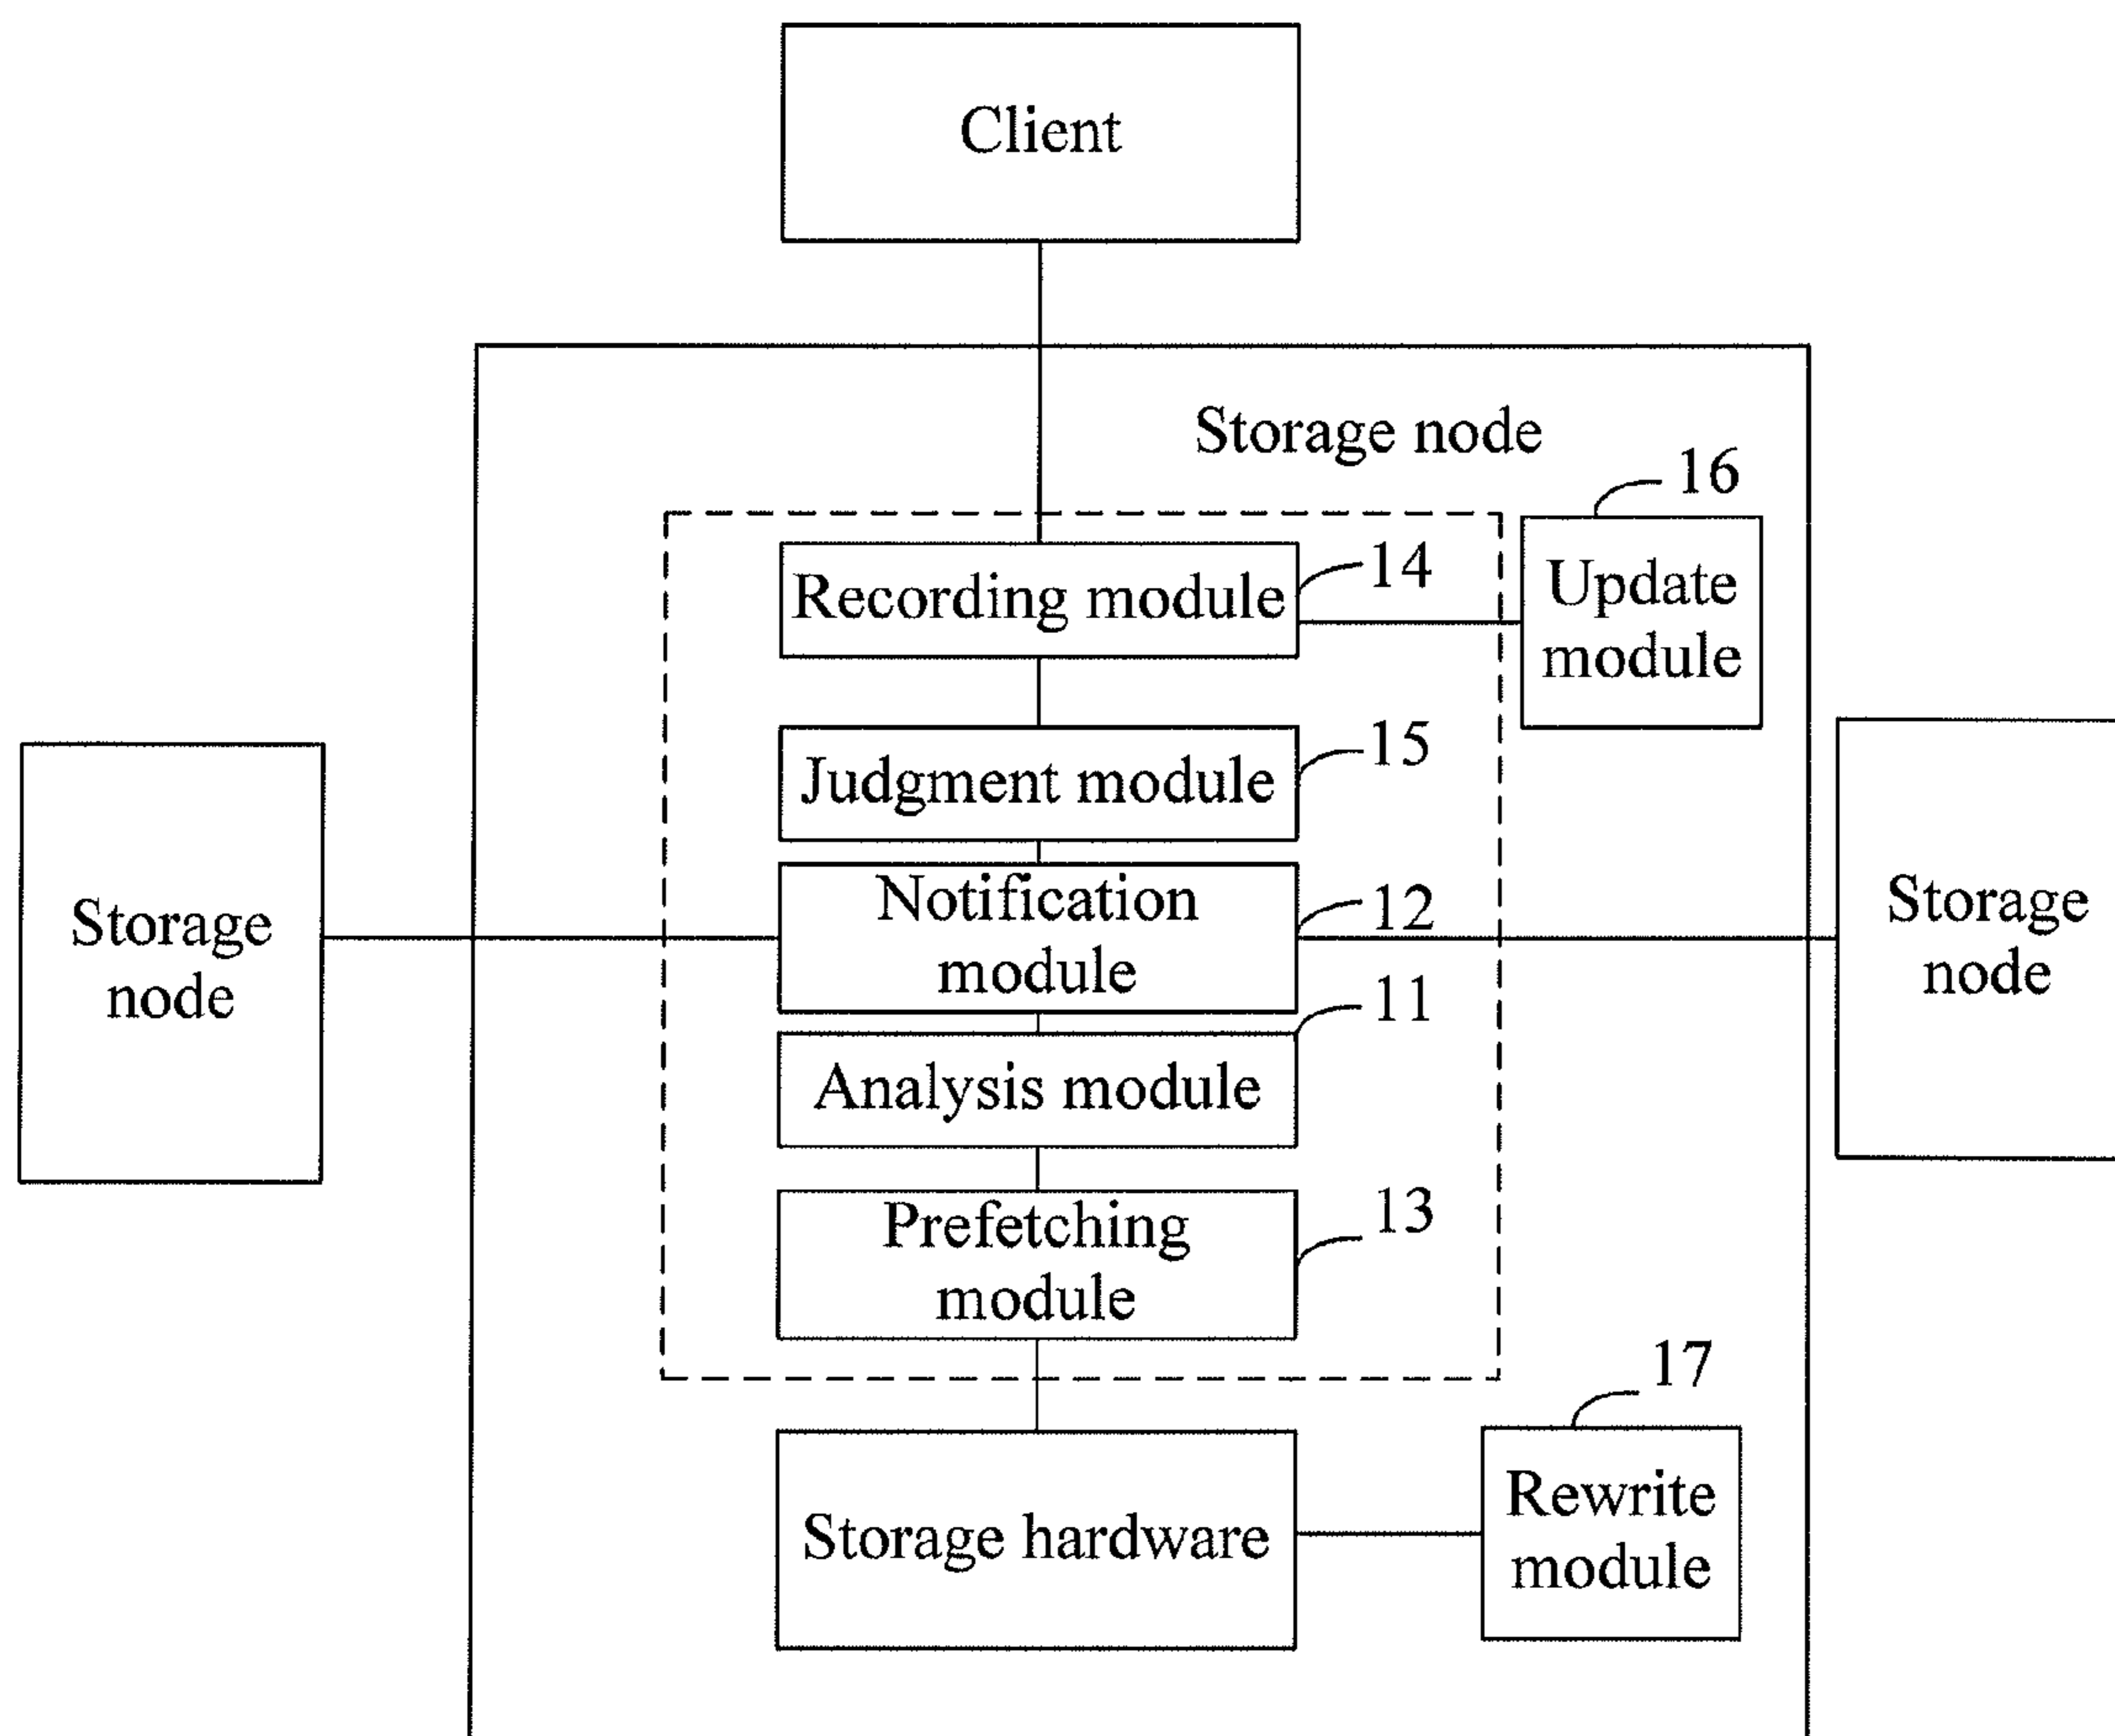 Client
Storage node
16
Recording module
14
Update
module
Judgment module
15
Storage
node
Notification
module
12
Storage
node
11
Analysis module
Prefetching
module
13
17
Storage hardware
Rewrite
module